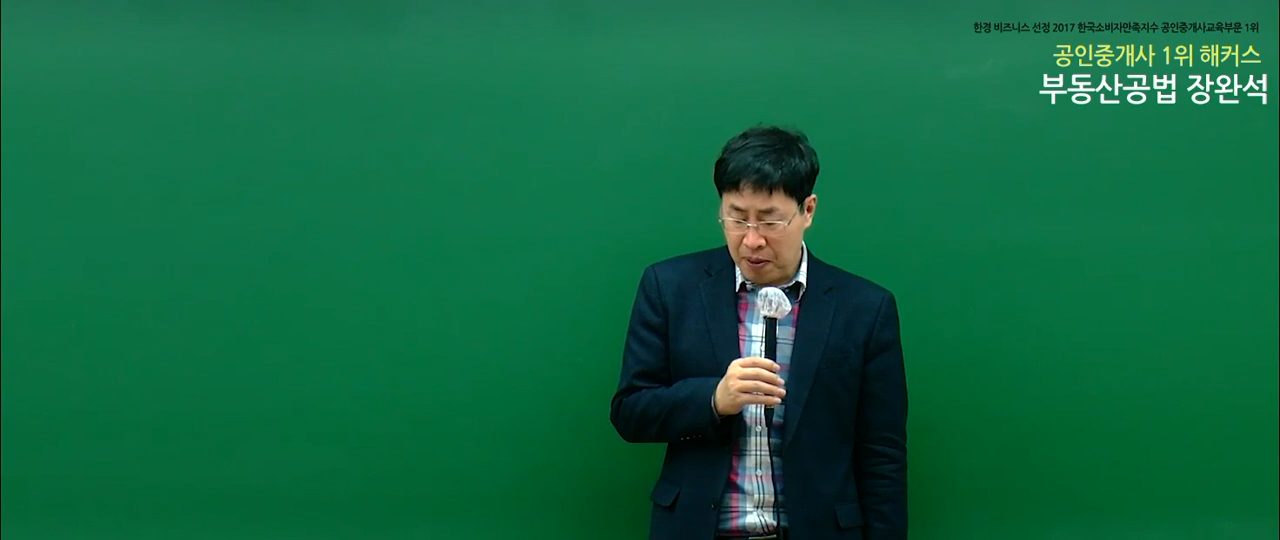 한경 비즈니스 선정 2017 한국소비자만족지수 공인중개사교육부문 1위
공인중개사 1위 해커스
부동산공법 장완석